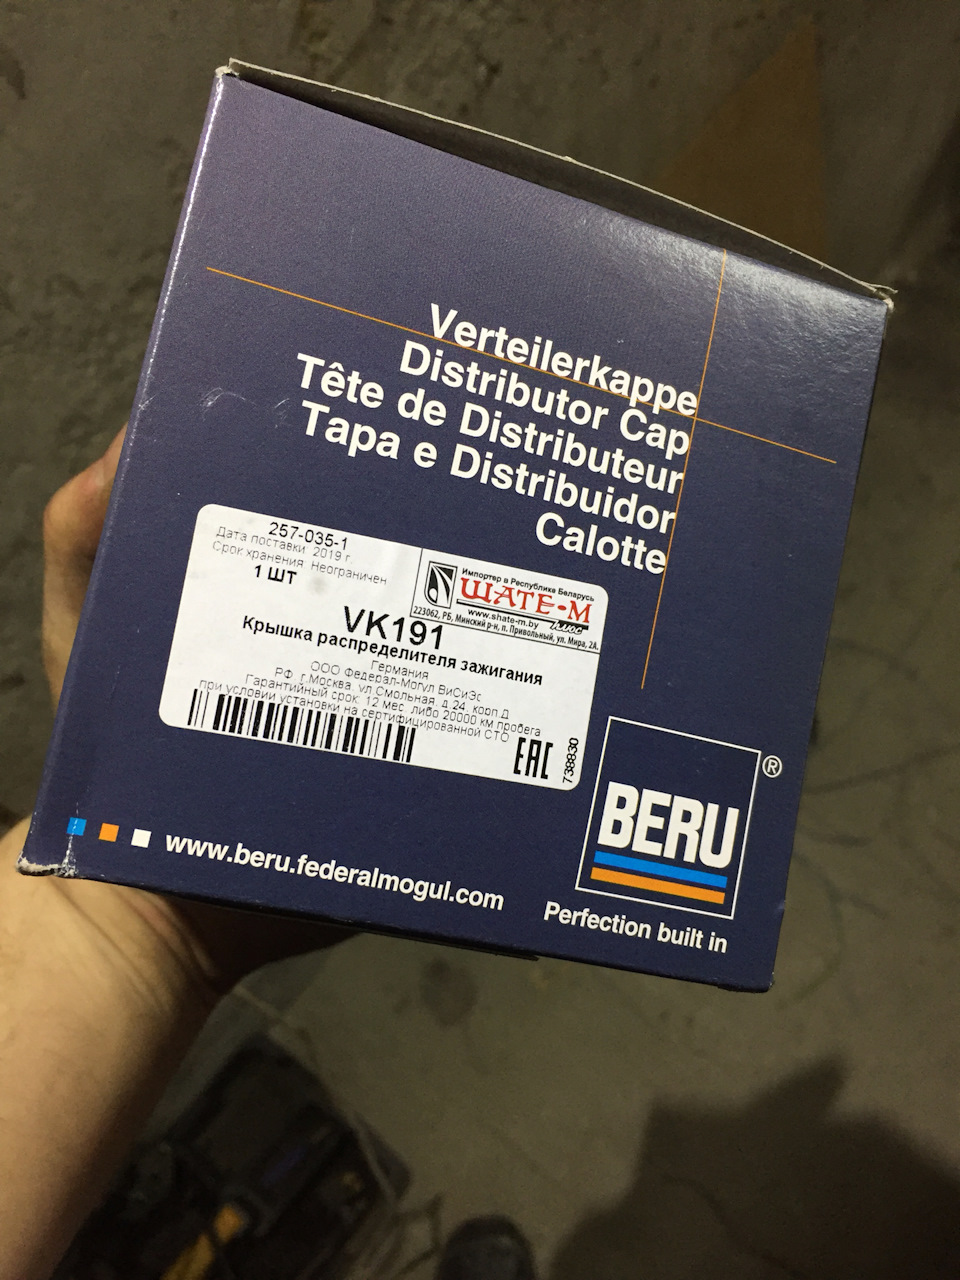 Verteilerkappe
Distributor Cap
Tête de Distributeur
Tapa e Distribuidor
Calotte
257-035-1
Дата поставки: 2019 г.
Срок хранения: Неограничен
1 ШТ
Импортер в Республике Беларусь
ШАТЕ-М
плюс
www.shate-m.by
223062, РБ, Минский р-н, п. Привольный, ул. Мира, 2А.
VK191
Крышка распределителя зажигания
Германия
ООО Федерал-Могул ВиСиЭс
РФ, г.Москва, ул.Смольная, д.24, корп.Д
Гарантийный срок: 12 мес. либо 20000 км пробега
при условии установки на сертифицированной СТО
EAC
738830
BERU
®
www.beru.federalmogul.com
Perfection built in